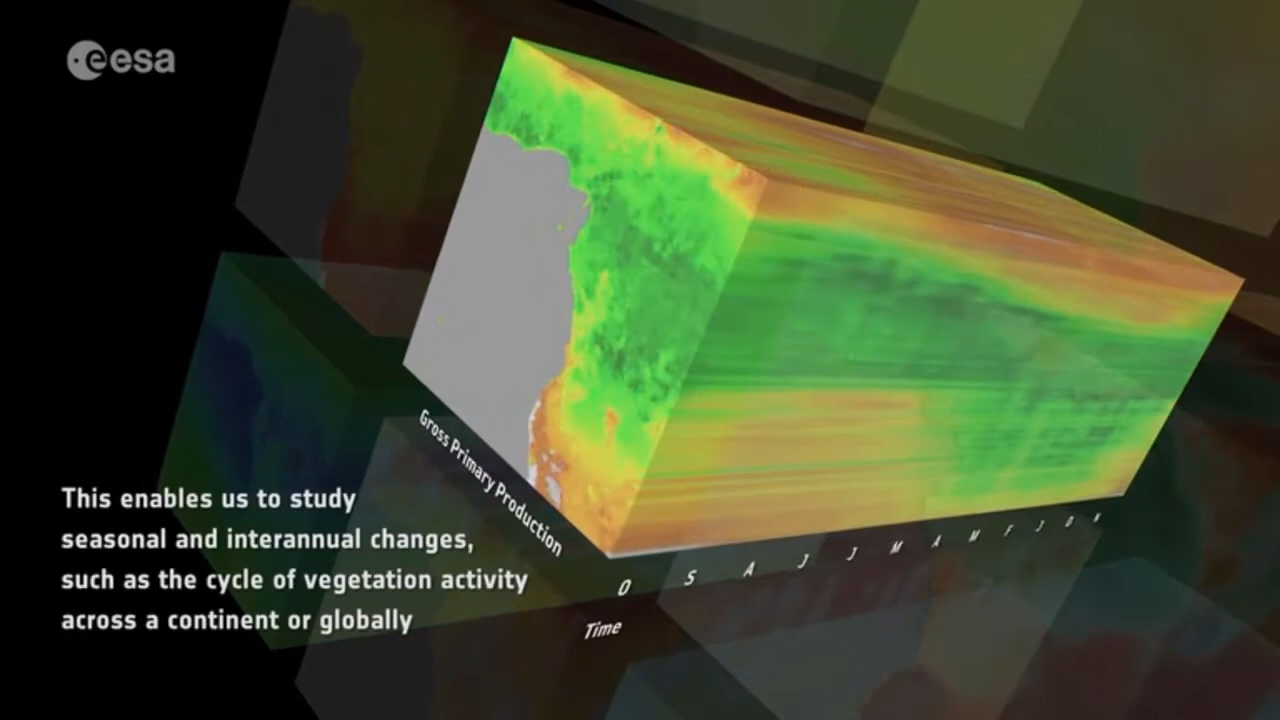 esa
Gross Primary Production
This enables us to study
seasonal and interannual changes,
such as the cycle of vegetation activity
across a continent or globally
O S A J J M A M F J D N
Time